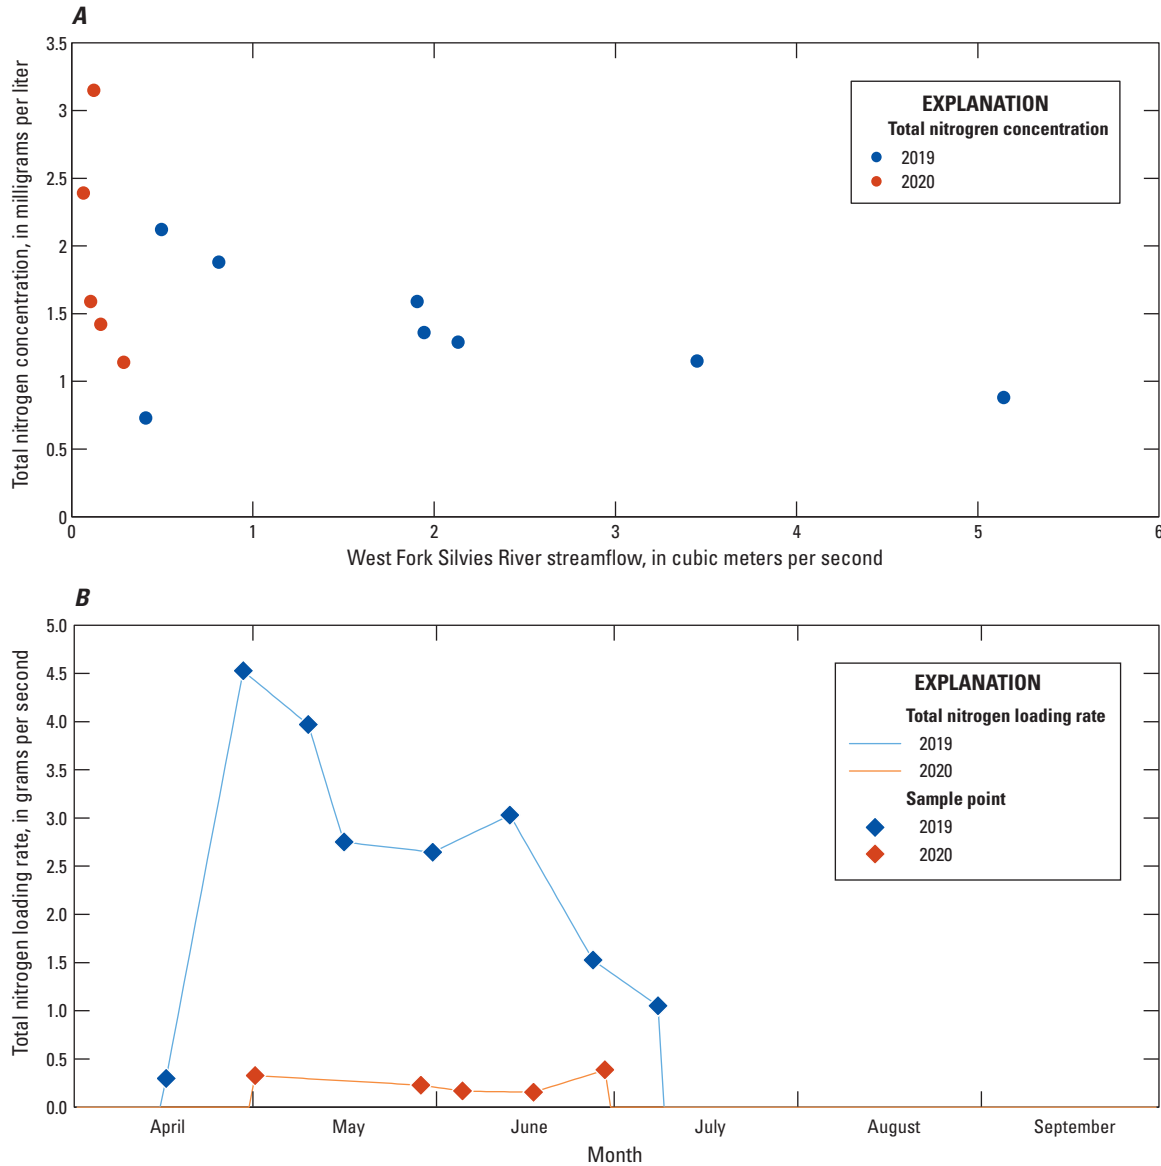 A
3.5
3
2.5
2
1.5
1
0.5
0
Total nitrogen concentration, in milligrams per liter
EXPLANATION
Total nitrogren concentration
2019
2020
0 1 2 3 4 5 6
West Fork Silvies River streamflow, in cubic meters per second
B
5.0
4.5
4.0
3.5
3.0
2.5
2.0
1.5
1.0
0.5
0.0
Total nitrogen loading rate, in grams per second
EXPLANATION
Total nitrogen loading rate
2019
2020
Sample point
2019
2020
April May June July August September
Month